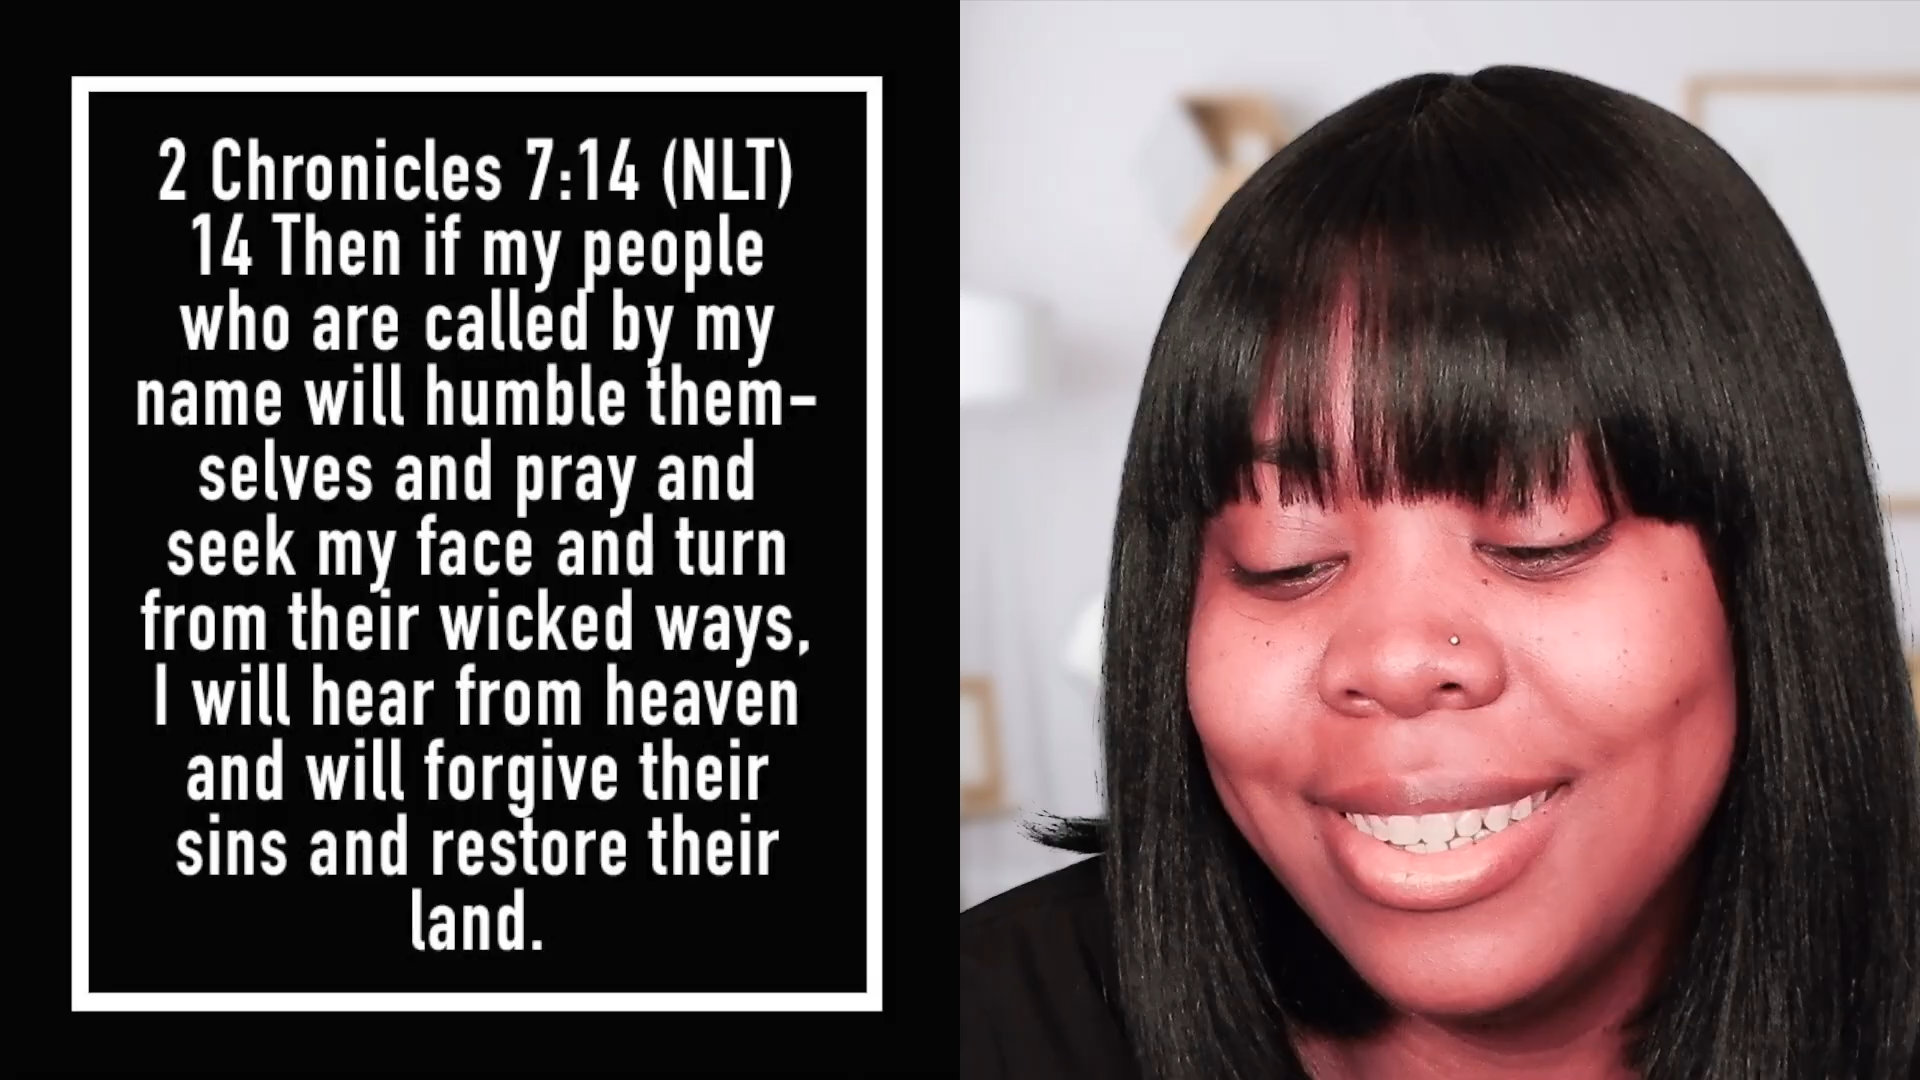 2 Chronicles 7:14 (NLT)
14 Then if my people
who are called by my
name will humble them-
selves and pray and
seek my face and turn
from their wicked ways,
I will hear from heaven
and will forgive their
sins and restore their
land.